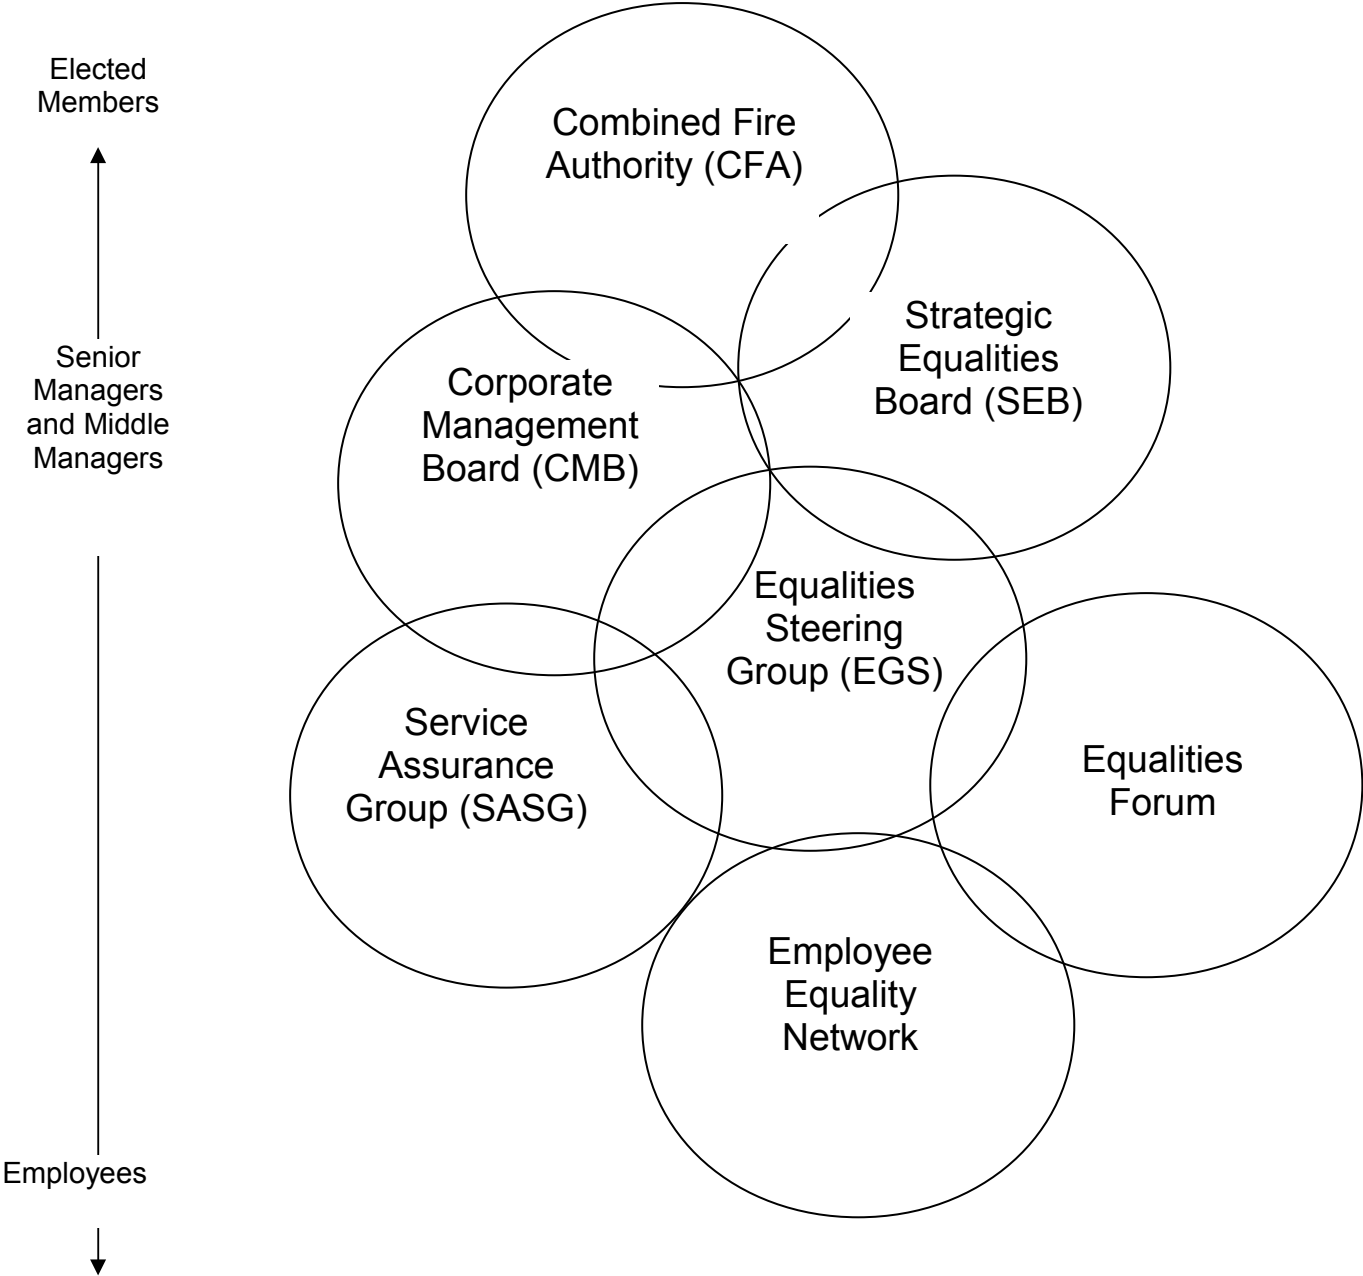 Elected
Members
Combined Fire
Authority (CFA)
Strategic
Equalities
Board (SEB)
Senior
Managers
and Middle
Managers
Corporate
Management
Board (CMB)
Equalities
Steering
Group (EGS)
Service
Assurance
Group (SASG)
Equalities
Forum
Employee
Equality
Network
Employees